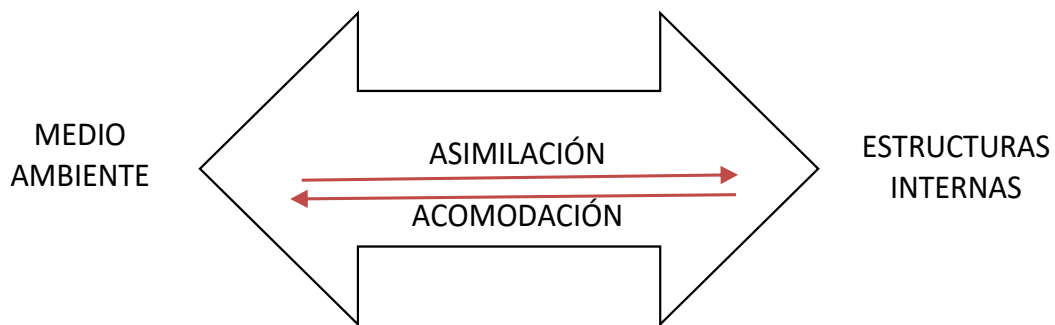 MEDIO
AMBIENTE
ASIMILACIÓN
ACOMODACIÓN
ESTRUCTURAS
INTERNAS